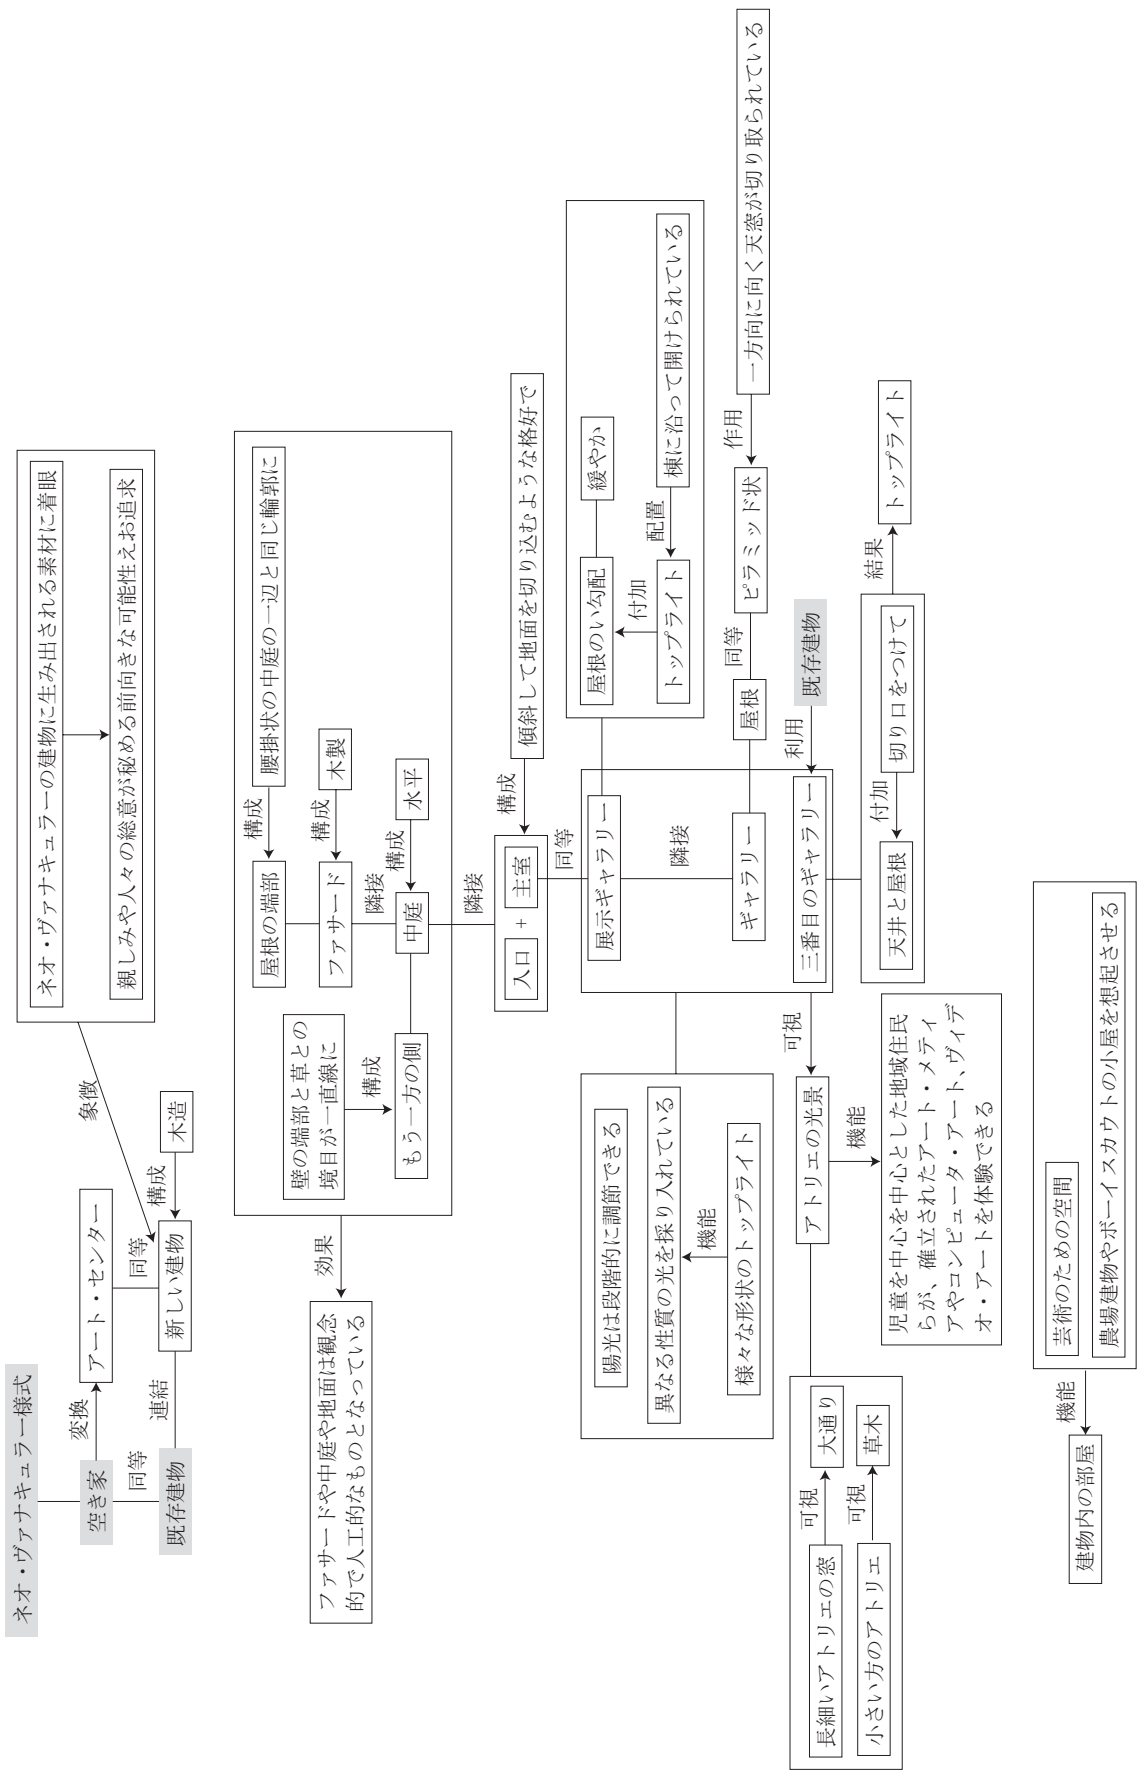 ネオ・ヴァナキュラー様式
空き家
変換
アート・センター
同等
既存建物
連結
同等
新しい建物
構成
木造
象徴
ネオ・ヴァナキュラーの建物に生み出される素材に着眼
親しみや人々の総意が秘める前向きな可能性えお追求
屋根の端部
構成
腰掛状の中庭の一辺と同じ輪郭に
ファサード
構成
木製
隣接
中庭
構成
水平
壁の端部と草との
境目が一直線に
構成
もう一方の側
効果
ファサードや中庭や地面は観念
的で人工的なものとなっている
隣接
入口 + 主室
構成
傾斜して地面を切り込むような格好で
同等
展示ギャラリー
屋根のい勾配
緩やか
付加
トップライト
配置
棟に沿って開けられている
隣接
ギャラリー
屋根
同等
ピラミッド状
作用
一方向に向く天窓が切り取られている
三番目のギャラリー
利用
既存建物
天井と屋根
付加
切り口をつけて
結果
トップライト
陽光は段階的に調節できる
異なる性質の光を採り入れている
機能
様々な形状のトップライト
可視
アトリエの光景
機能
児童を中心を中心とした地域住民
らが、確立されたアート・メティ
アやコンピュータ・アート、ヴィデ
オ・アートを体験できる
長細いアトリエの窓
可視
大通り
小さい方のアトリエ
可視
草木
建物内の部屋
機能
芸術のための空間
農場建物やボーイスカウトの小屋を想起させる